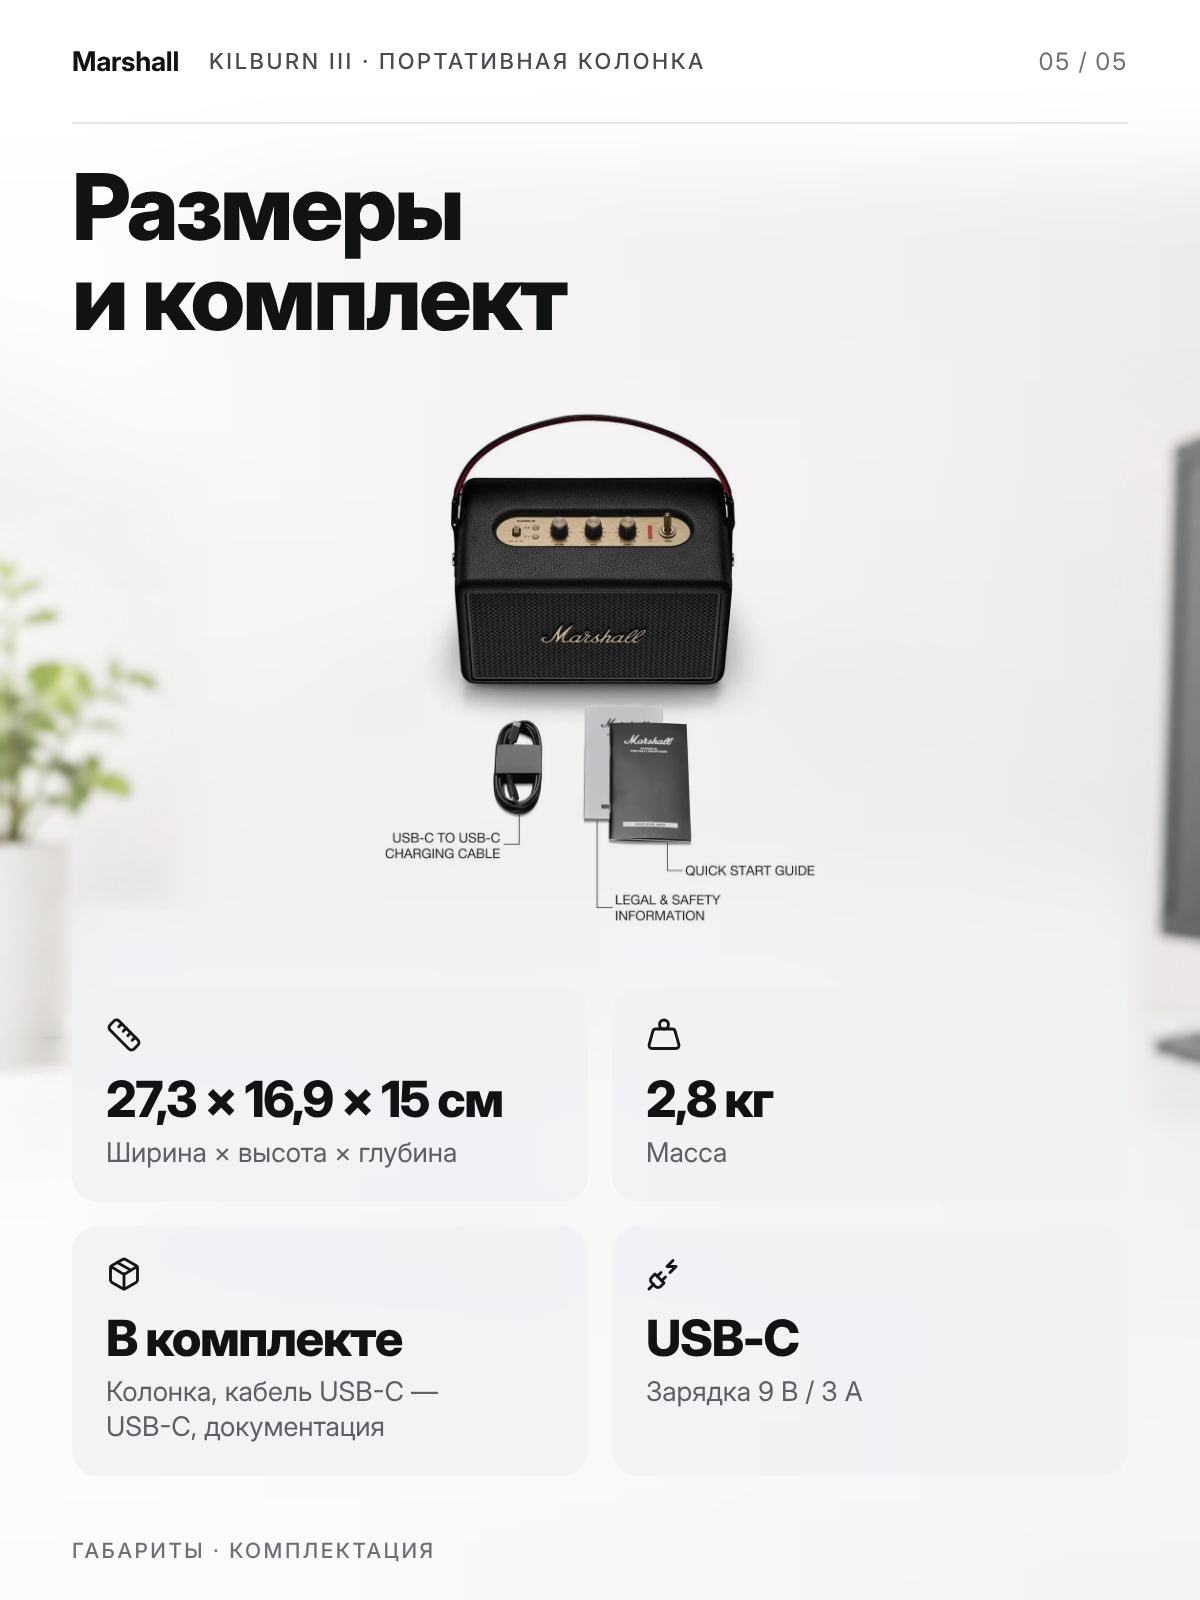 Marshall KILBURN III · ПОРТАТИВНАЯ КОЛОНКА 05 / 05
Размеры
и комплект
Marshall
Marshall
USB-C TO USB-C
CHARGING CABLE
QUICK START GUIDE
LEGAL & SAFETY
INFORMATION
27,3 × 16,9 × 15 см
Ширина × высота × глубина
2,8 кг
Масса
В комплекте
Колонка, кабель USB-C —
USB-C, документация
USB-C
Зарядка 9 В / 3 А
ГАБАРИТЫ · КОМПЛЕКТАЦИЯ